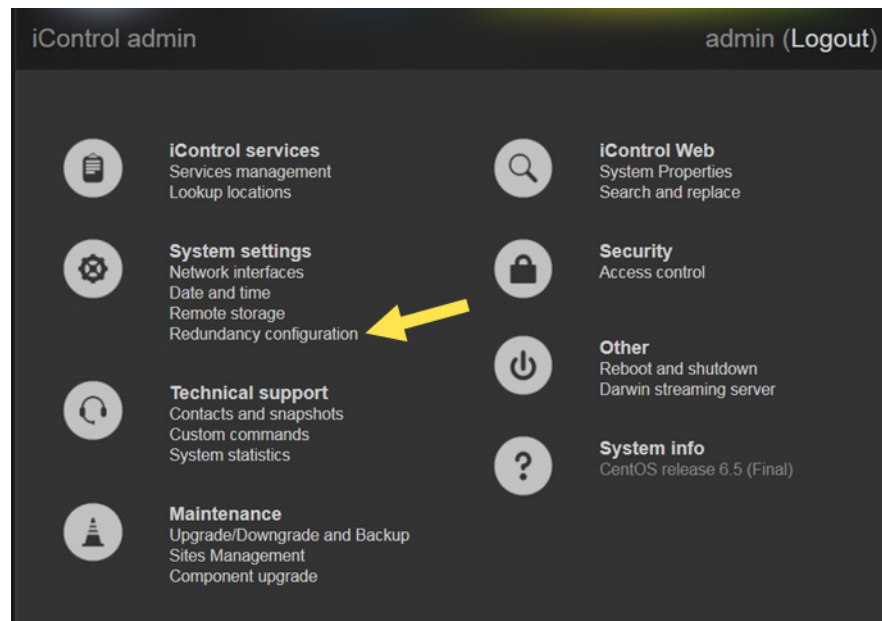 iControl admin
admin (Logout)
iControl services
Services management
Lookup locations
System settings
Network interfaces
Date and time
Remote storage
Redundancy configuration
Technical support
Contacts and snapshots
Custom commands
System statistics
Maintenance
Upgrade/Downgrade and Backup
Sites Management
Component upgrade
iControl Web
System Properties
Search and replace
Security
Access control
Other
Reboot and shutdown
Darwin streaming server
System info
CentOS release 6.5 (Final)